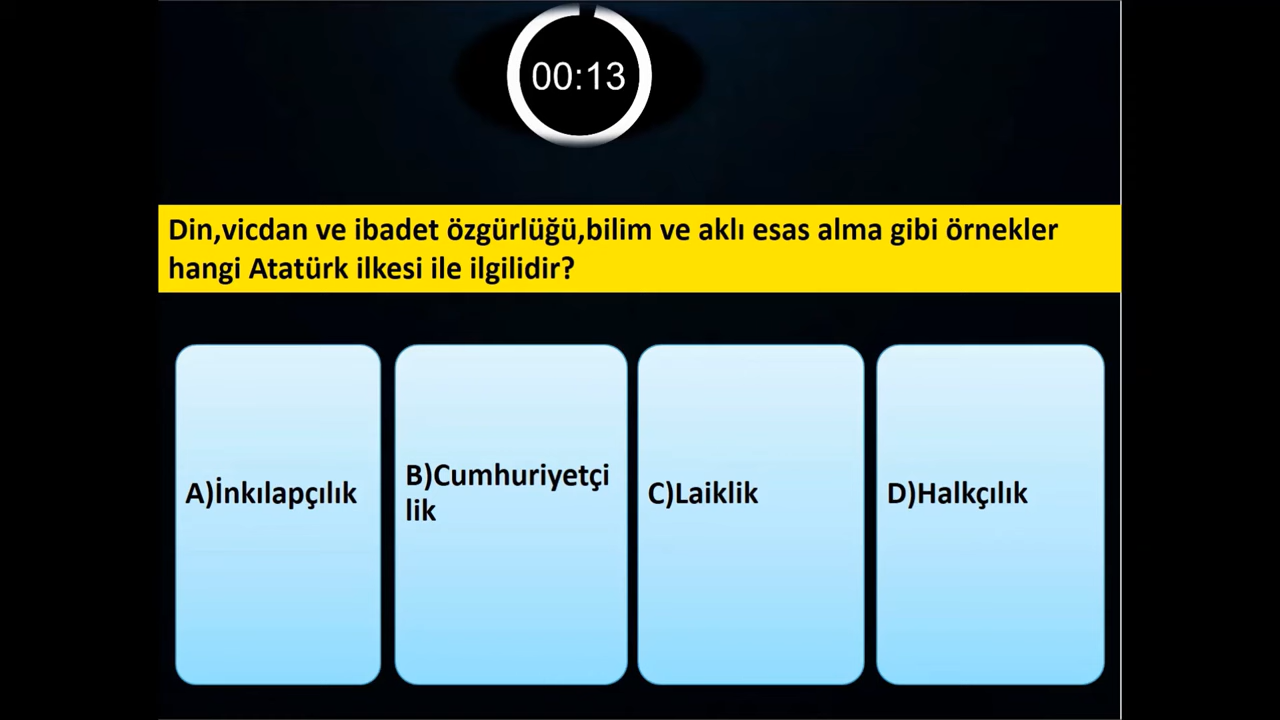 00:13
Din,vicdan ve ibadet özgürlüğü,bilim ve aklı esas alma gibi örnekler
hangi Atatürk ilkesi ile ilgilidir?
A)İnkılapçılık
B)Cumhuriyetçi
lik
C)Laiklik
D)Halkçılık